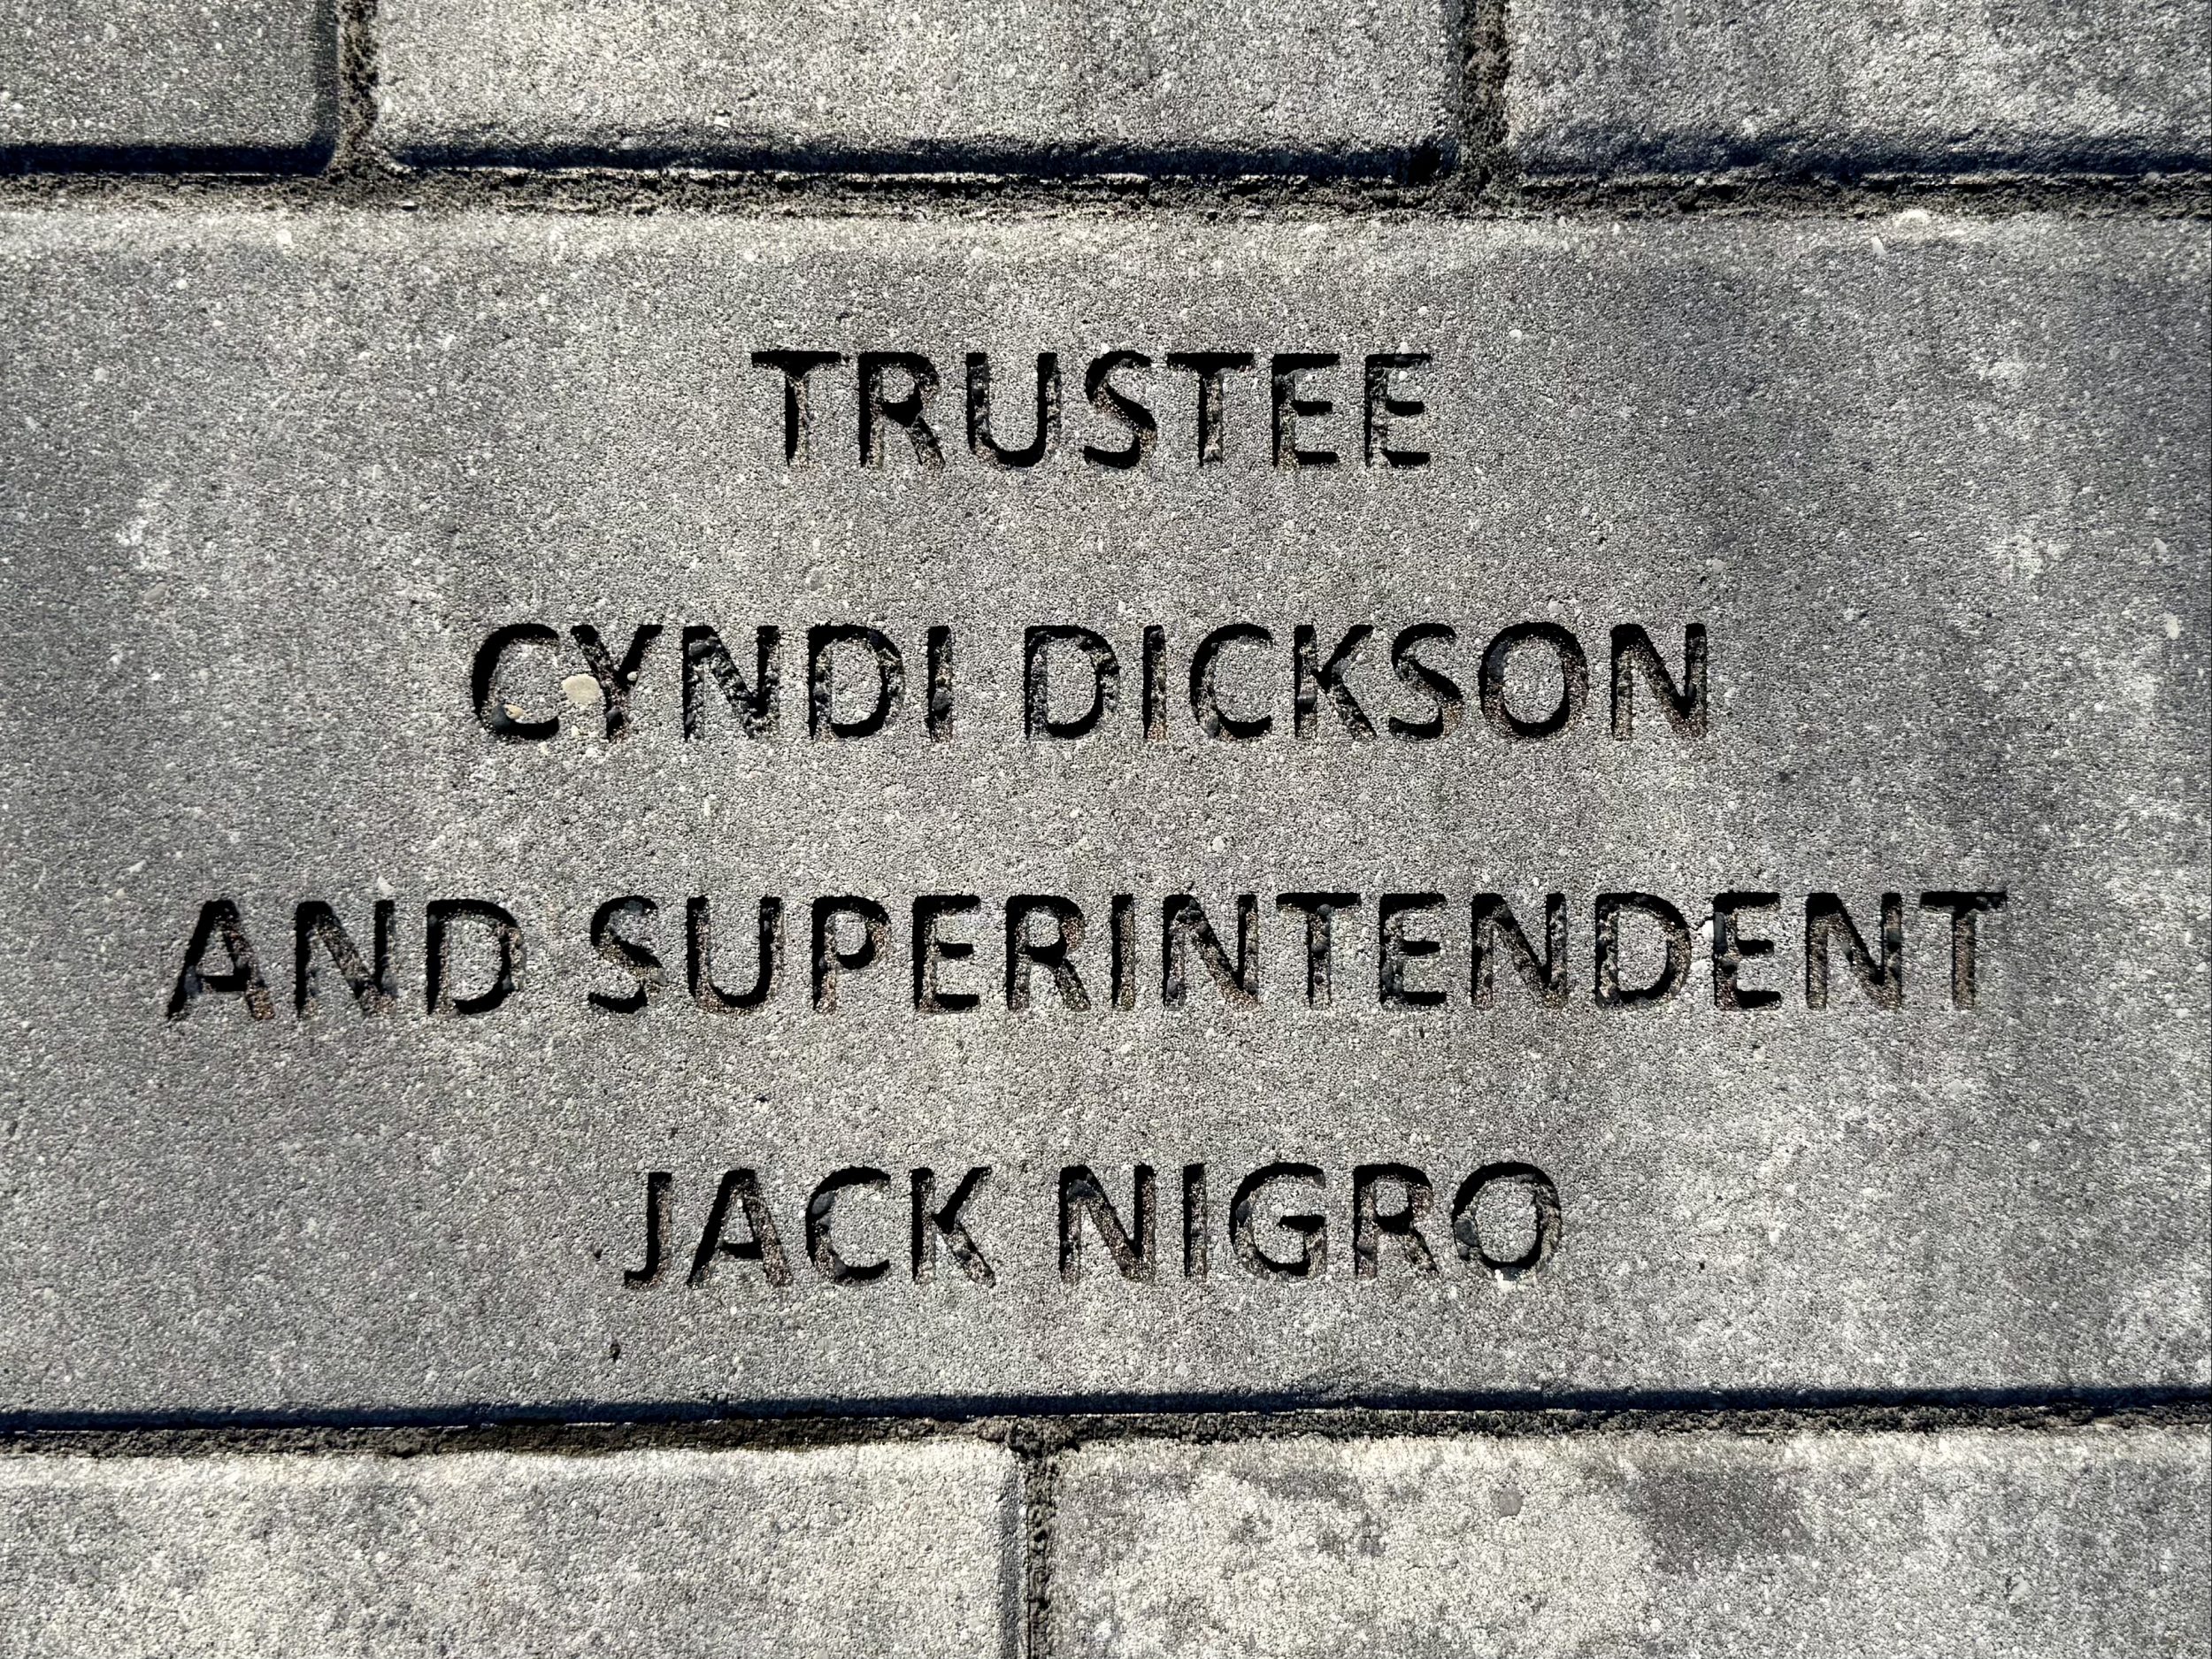 TRUSTEE
CYNDI DICKSON
AND SUPERINTENDENT
JACK NIGRO